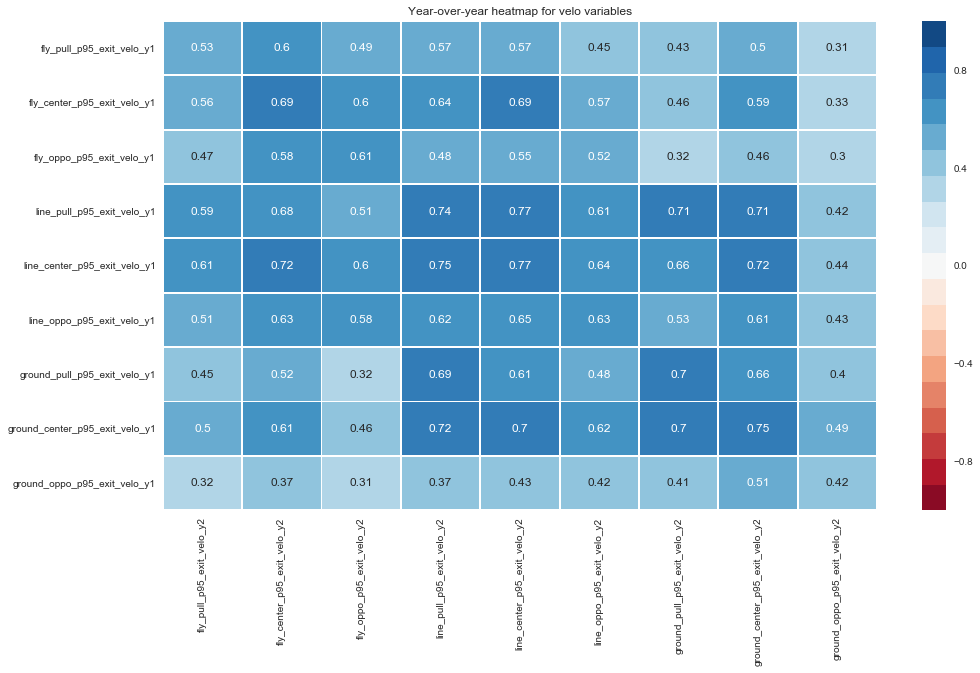 Year-over-year heatmap for velo variables
fly_pull_p95_exit_velo_y1 0.53 0.6 0.49 0.57 0.57 0.45 0.43 0.5 0.31
fly_center_p95_exit_velo_y1 0.56 0.69 0.6 0.64 0.69 0.57 0.46 0.59 0.33
fly_oppo_p95_exit_velo_y1 0.47 0.58 0.61 0.48 0.55 0.52 0.32 0.46 0.3
line_pull_p95_exit_velo_y1 0.59 0.68 0.51 0.74 0.77 0.61 0.71 0.71 0.42
line_center_p95_exit_velo_y1 0.61 0.72 0.6 0.75 0.77 0.64 0.66 0.72 0.44
line_oppo_p95_exit_velo_y1 0.51 0.63 0.58 0.62 0.65 0.63 0.53 0.61 0.43
ground_pull_p95_exit_velo_y1 0.45 0.52 0.32 0.69 0.61 0.48 0.7 0.66 0.4
ground_center_p95_exit_velo_y1 0.5 0.61 0.46 0.72 0.7 0.62 0.7 0.75 0.49
ground_oppo_p95_exit_velo_y1 0.32 0.37 0.31 0.37 0.43 0.42 0.41 0.51 0.42
fly_pull_p95_exit_velo_y2
fly_center_p95_exit_velo_y2
fly_oppo_p95_exit_velo_y2
line_pull_p95_exit_velo_y2
line_center_p95_exit_velo_y2
line_oppo_p95_exit_velo_y2
ground_pull_p95_exit_velo_y2
ground_center_p95_exit_velo_y2
ground_oppo_p95_exit_velo_y2
0.8
0.4
0.0
−0.4
−0.8